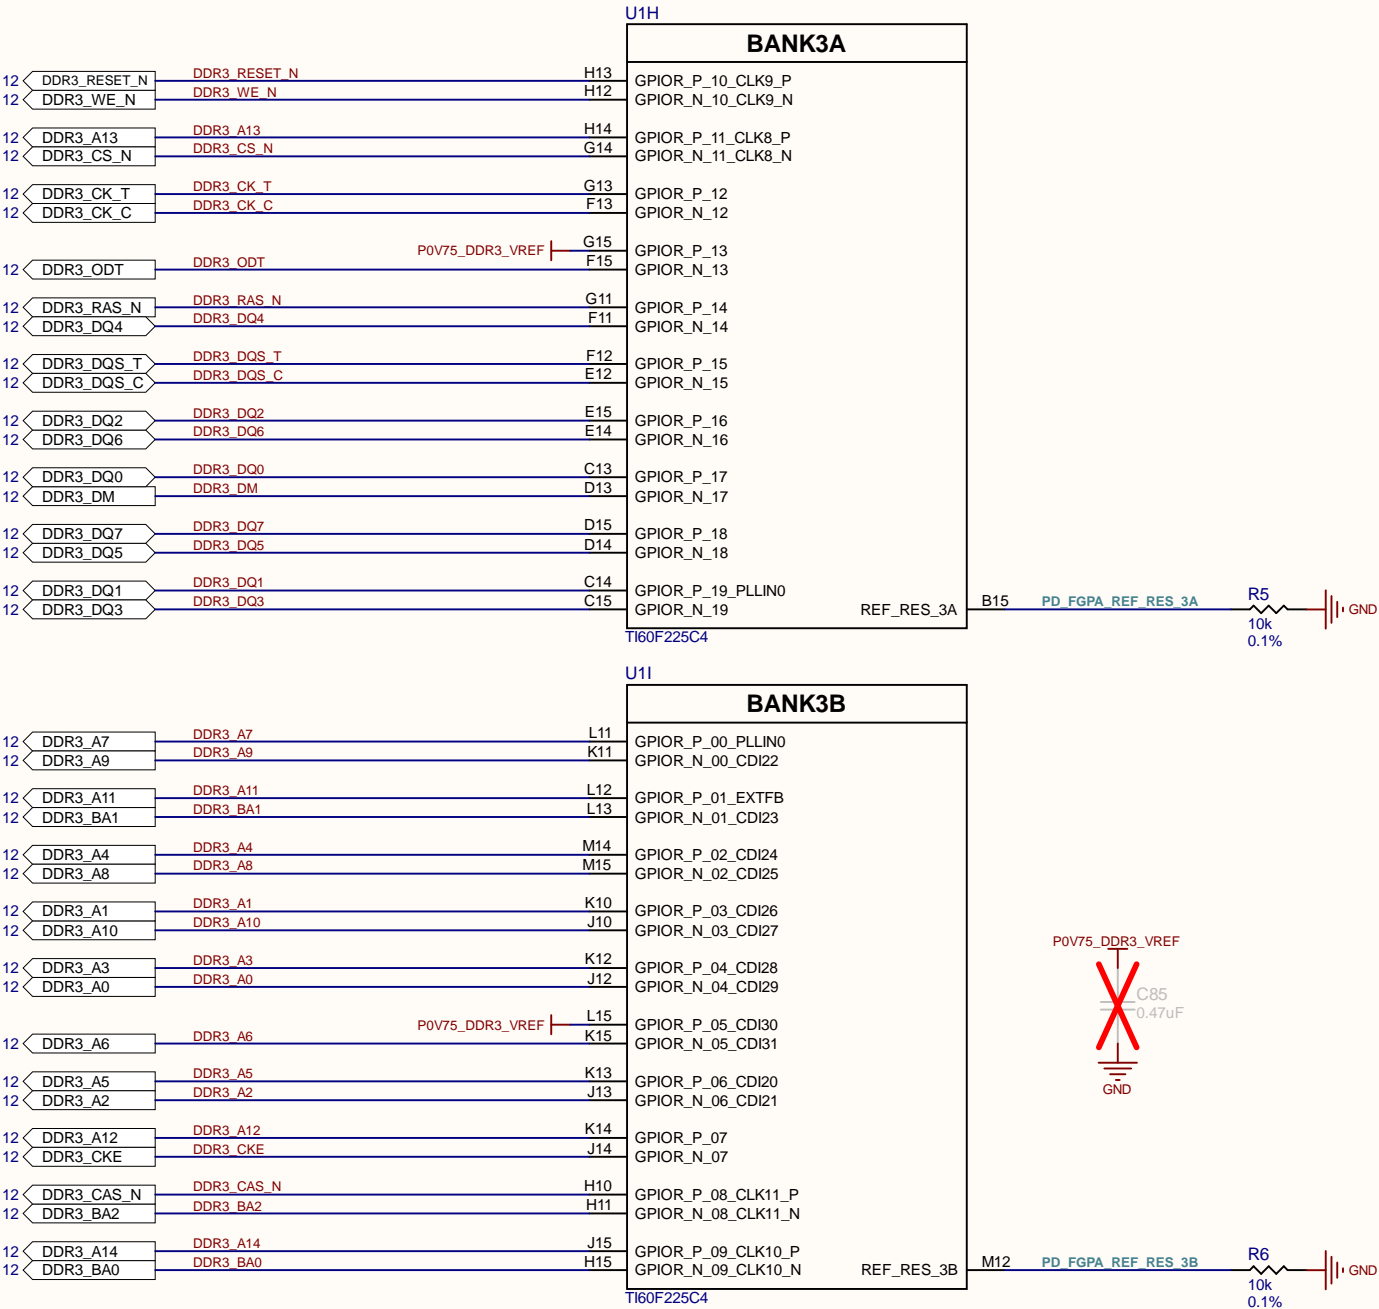 U1H
BANK3A
12 DDR3_RESET_N DDR3_RESET_N H13 GPIOR_P_10_CLK9_P
12 DDR3_WE_N DDR3_WE_N H12 GPIOR_N_10_CLK9_N
12 DDR3_A13 DDR3_A13 H14 GPIOR_P_11_CLK8_P
12 DDR3_CS_N DDR3_CS_N G14 GPIOR_N_11_CLK8_N
12 DDR3_CK_T DDR3_CK_T G13 GPIOR_P_12
12 DDR3_CK_C DDR3_CK_C F13 GPIOR_N_12
P0V75_DDR3_VREF G15 GPIOR_P_13
12 DDR3_ODT DDR3_ODT F15 GPIOR_N_13
12 DDR3_RAS_N DDR3_RAS_N G11 GPIOR_P_14
12 DDR3_DQ4 DDR3_DQ4 F11 GPIOR_N_14
12 DDR3_DQS_T DDR3_DQS_T F12 GPIOR_P_15
12 DDR3_DQS_C DDR3_DQS_C E12 GPIOR_N_15
12 DDR3_DQ2 DDR3_DQ2 E15 GPIOR_P_16
12 DDR3_DQ6 DDR3_DQ6 E14 GPIOR_N_16
12 DDR3_DQ0 DDR3_DQ0 C13 GPIOR_P_17
12 DDR3_DM DDR3_DM D13 GPIOR_N_17
12 DDR3_DQ7 DDR3_DQ7 D15 GPIOR_P_18
12 DDR3_DQ5 DDR3_DQ5 D14 GPIOR_N_18
12 DDR3_DQ1 DDR3_DQ1 C14 GPIOR_P_19_PLLIN0
12 DDR3_DQ3 DDR3_DQ3 C15 GPIOR_N_19 REF_RES_3A B15 PD_FGPA_REF_RES_3A R5 GND
10k
0.1%
TI60F225C4
U1I
BANK3B
12 DDR3_A7 DDR3_A7 L11 GPIOR_P_00_PLLIN0
12 DDR3_A9 DDR3_A9 K11 GPIOR_N_00_CDI22
12 DDR3_A11 DDR3_A11 L12 GPIOR_P_01_EXTFB
12 DDR3_BA1 DDR3_BA1 L13 GPIOR_N_01_CDI23
12 DDR3_A4 DDR3_A4 M14 GPIOR_P_02_CDI24
12 DDR3_A8 DDR3_A8 M15 GPIOR_N_02_CDI25
12 DDR3_A1 DDR3_A1 K10 GPIOR_P_03_CDI26
12 DDR3_A10 DDR3_A10 J10 GPIOR_N_03_CDI27
12 DDR3_A3 DDR3_A3 K12 GPIOR_P_04_CDI28
12 DDR3_A0 DDR3_A0 J12 GPIOR_N_04_CDI29
P0V75_DDR3_VREF L15 GPIOR_P_05_CDI30
12 DDR3_A6 DDR3_A6 K15 GPIOR_N_05_CDI31
12 DDR3_A5 DDR3_A5 K13 GPIOR_P_06_CDI20
12 DDR3_A2 DDR3_A2 J13 GPIOR_N_06_CDI21
12 DDR3_A12 DDR3_A12 K14 GPIOR_P_07
12 DDR3_CKE DDR3_CKE J14 GPIOR_N_07
12 DDR3_CAS_N DDR3_CAS_N H10 GPIOR_P_08_CLK11_P
12 DDR3_BA2 DDR3_BA2 H11 GPIOR_N_08_CLK11_N
12 DDR3_A14 DDR3_A14 J15 GPIOR_P_09_CLK10_P
12 DDR3_BA0 DDR3_BA0 H15 GPIOR_N_09_CLK10_N REF_RES_3B M12 PD_FGPA_REF_RES_3B R6 GND
10k
0.1%
TI60F225C4
P0V75_DDR3_VREF
C85
0.47uF
GND